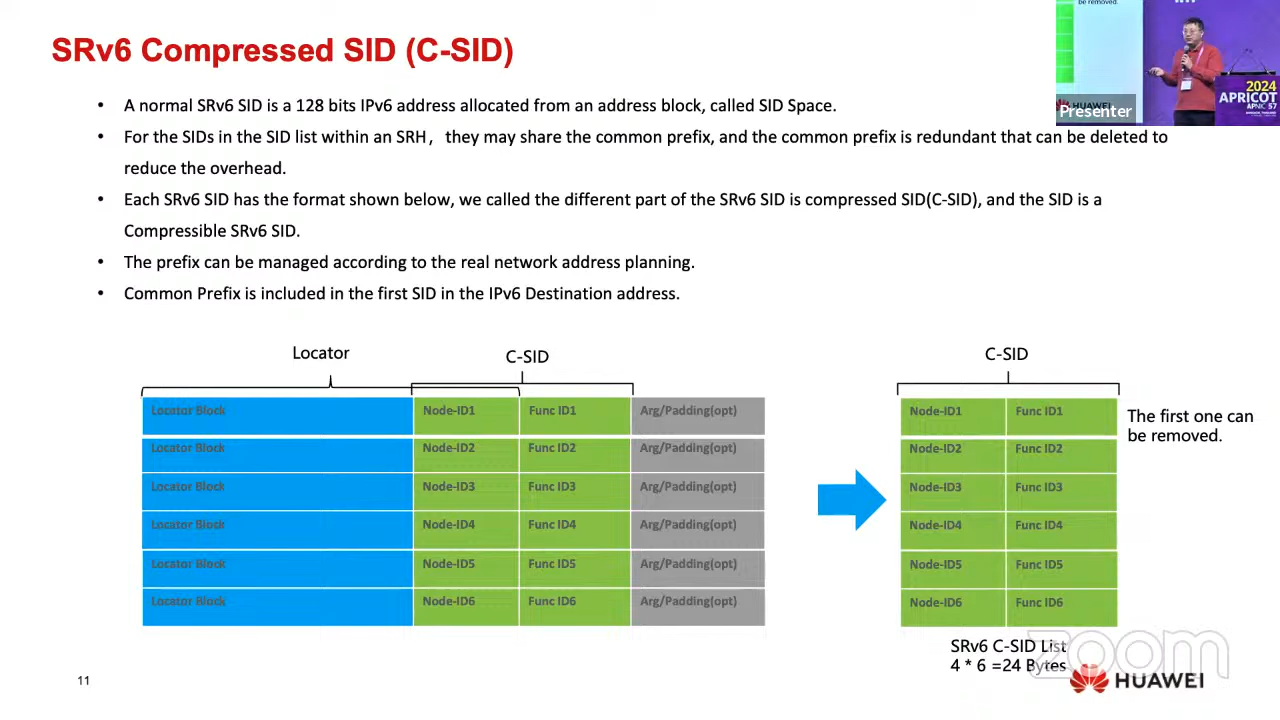 SRv6 Compressed SID (C-SID)
be removed.
HUAWEI
Presenter
2024
APRICOT
APNIC 57
• A normal SRv6 SID is a 128 bits IPv6 address allocated from an address block, called SID Space.
• For the SIDs in the SID list within an SRH， they may share the common prefix, and the common prefix is redundant that can be deleted to
reduce the overhead.
• Each SRv6 SID has the format shown below, we called the different part of the SRv6 SID is compressed SID(C-SID), and the SID is a
Compressible SRv6 SID.
• The prefix can be managed according to the real network address planning.
• Common Prefix is included in the first SID in the IPv6 Destination address.
Locator
C-SID
C-SID
Locator Block Node-ID1 Func ID1 Arg/Padding(opt)
Locator Block Node-ID2 Func ID2 Arg/Padding(opt)
Locator Block Node-ID3 Func ID3 Arg/Padding(opt)
Locator Block Node-ID4 Func ID4 Arg/Padding(opt)
Locator Block Node-ID5 Func ID5 Arg/Padding(opt)
Locator Block Node-ID6 Func ID6 Arg/Padding(opt)
Node-ID1 Func ID1
Node-ID2 Func ID2
Node-ID3 Func ID3
Node-ID4 Func ID4
Node-ID5 Func ID5
Node-ID6 Func ID6
The first one can
be removed.
SRv6 C-SID List
4 * 6 =24 Bytes
zoom
HUAWEI
11